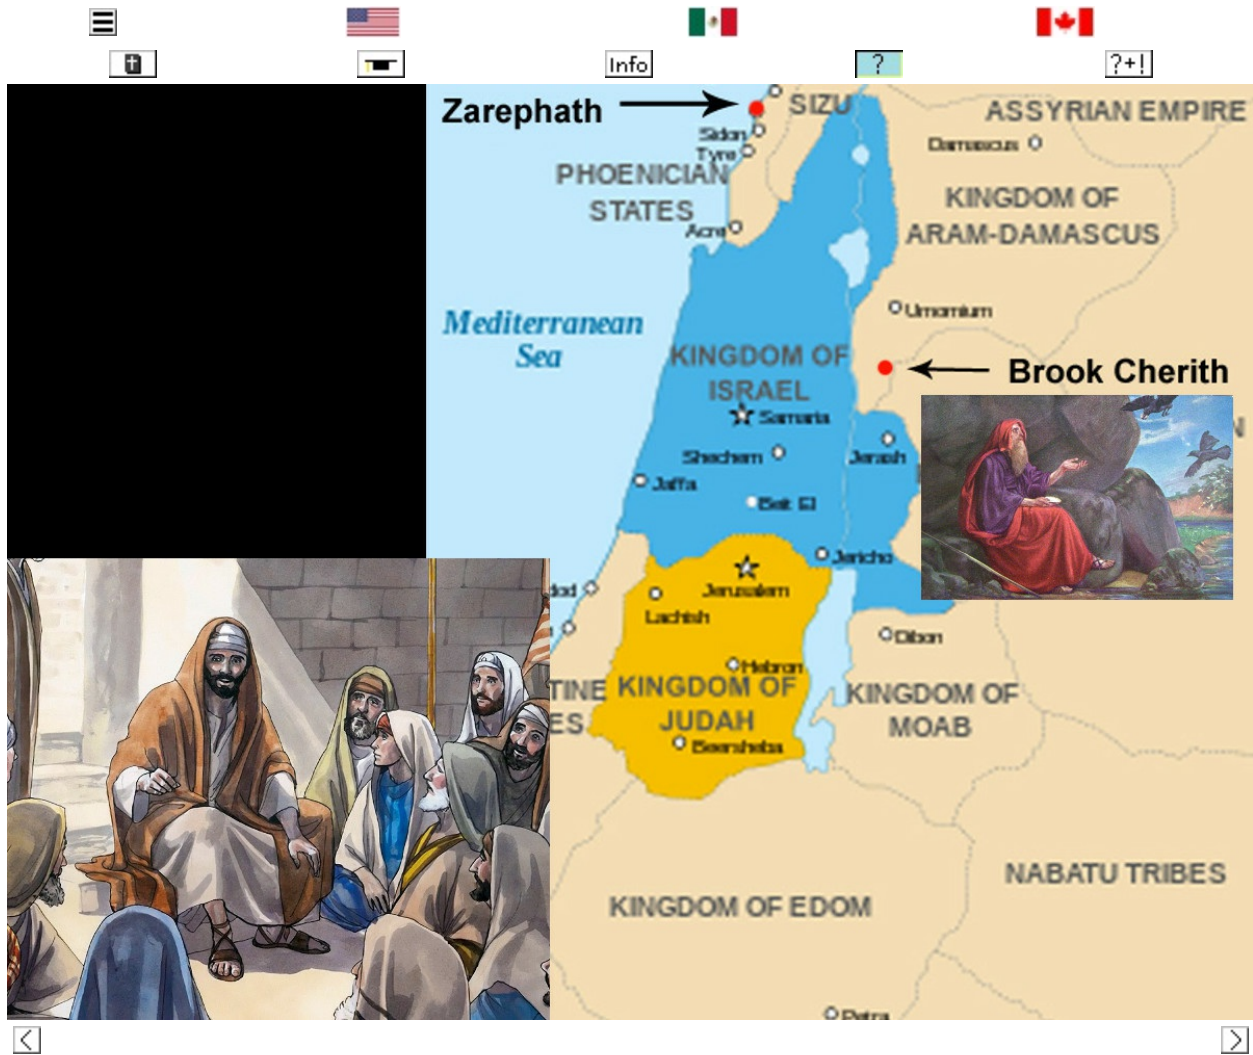 Info
?
?+!
Zarephath
SIZU
ASSYRIAN EMPIRE
Sidon
Damascus
Tyre
PHOENICIAN
STATES
KINGDOM OF
ARAM-DAMASCUS
Acre
Umomium
Mediterranean
Sea
KINGDOM OF
ISRAEL
Brook Cherith
Samaria
Shechem
Jerash
Jaffa
Beit El
Jericho
Jerusalem
Lachish
Dibon
Hebron
KINGDOM OF
JUDAH
KINGDOM OF
MOAB
Beersheba
NABATU TRIBES
KINGDOM OF EDOM
Petra